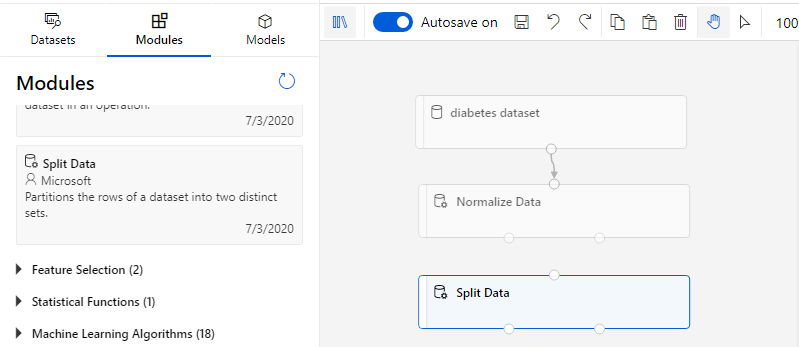 Datasets
Modules
Models
Autosave on
100
Modules
dataset in an operation.
7/3/2020
Split Data
Microsoft
Partitions the rows of a dataset into two distinct
sets.
7/3/2020
Feature Selection (2)
Statistical Functions (1)
Machine Learning Algorithms (18)
diabetes dataset
Normalize Data
Split Data